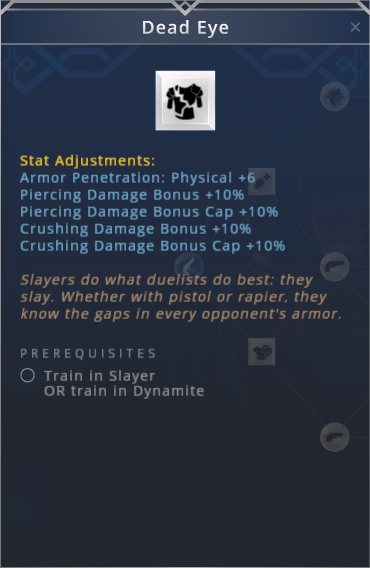 Dead Eye
Stat Adjustments:
Armor Penetration: Physical +6
Piercing Damage Bonus +10%
Piercing Damage Bonus Cap +10%
Crushing Damage Bonus +10%
Crushing Damage Bonus Cap +10%
Slayers do what duelists do best: they
slay. Whether with pistol or rapier, they
know the gaps in every opponent's armor.
PREREQUISITES
Train in Slayer
OR train in Dynamite